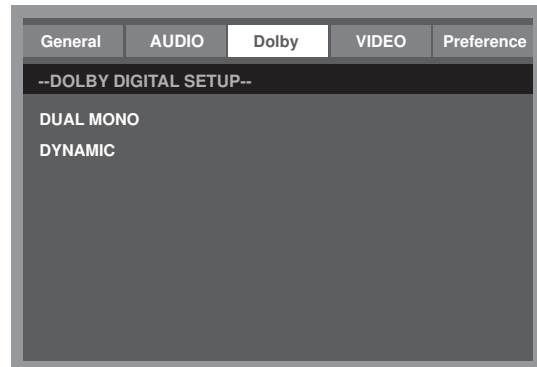 General AUDIO Dolby VIDEO Preference
--DOLBY DIGITAL SETUP--
DUAL MONO
DYNAMIC